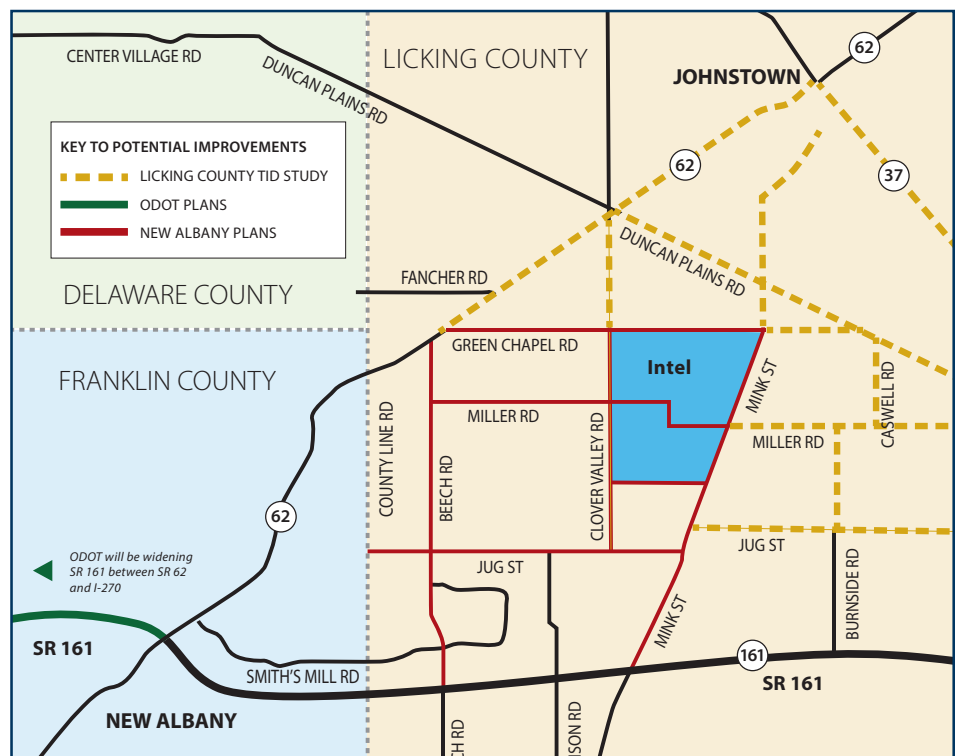 CENTER VILLAGE RD
DUNCAN PLAINS RD
LICKING COUNTY
JOHNSTOWN
62
KEY TO POTENTIAL IMPROVEMENTS
LICKING COUNTY TID STUDY
ODOT PLANS
NEW ALBANY PLANS
62
37
DUNCAN PLAINS RD
FANCHER RD
DELAWARE COUNTY
GREEN CHAPEL RD
Intel
FRANKLIN COUNTY
MINK ST
CASWELL RD
COUNTY LINE RD
MILLER RD
MILLER RD
BEECH RD
CLOVER VALLEY RD
62
ODOT will be widening
SR 161 between SR 62
and I-270
JUG ST
JUG ST
BURNSIDE RD
MINK ST
SR 161
161
SR 161
SMITH'S MILL RD
NEW ALBANY
CH RD
SON RD